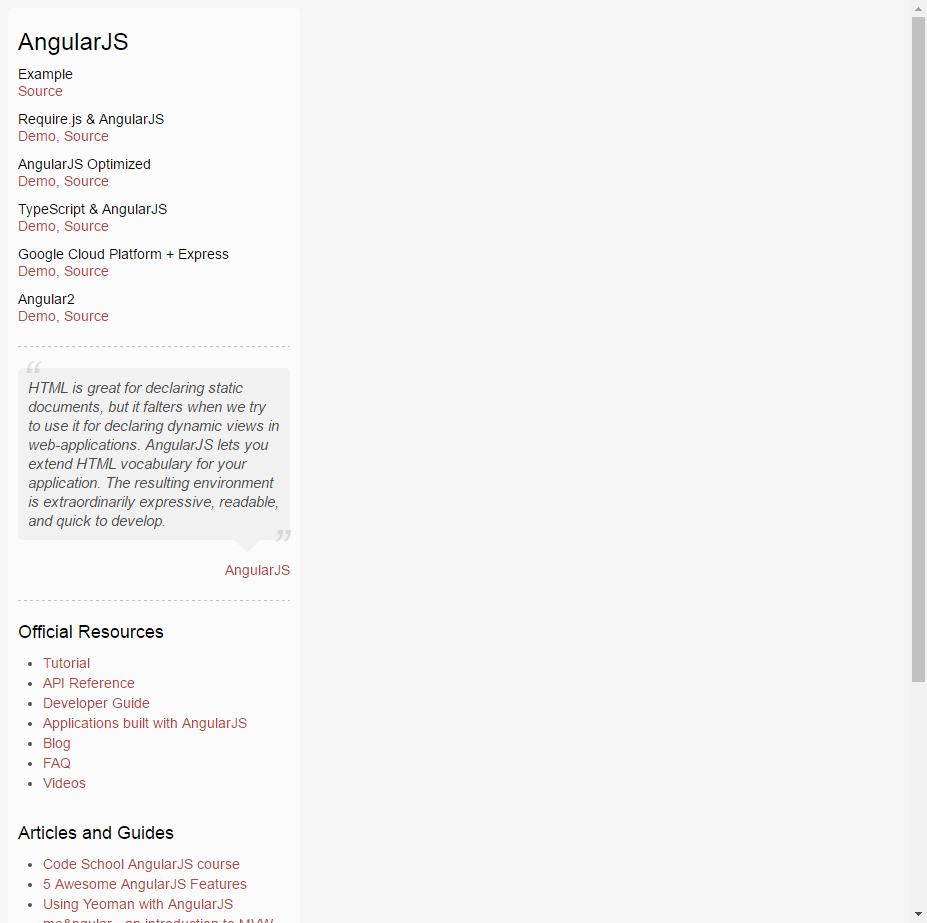 AngularJS
Example
Source
Require.js & AngularJS
Demo, Source
AngularJS Optimized
Demo, Source
TypeScript & AngularJS
Demo, Source
Google Cloud Platform + Express
Demo, Source
Angular2
Demo, Source
“
HTML is great for declaring static
documents, but it falters when we try
to use it for declaring dynamic views in
web-applications. AngularJS lets you
extend HTML vocabulary for your
application. The resulting environment
is extraordinarily expressive, readable,
and quick to develop.
”
AngularJS
Official Resources
• Tutorial
• API Reference
• Developer Guide
• Applications built with AngularJS
• Blog
• FAQ
• Videos
Articles and Guides
• Code School AngularJS course
• 5 Awesome AngularJS Features
• Using Yeoman with AngularJS
an introduction to MVW